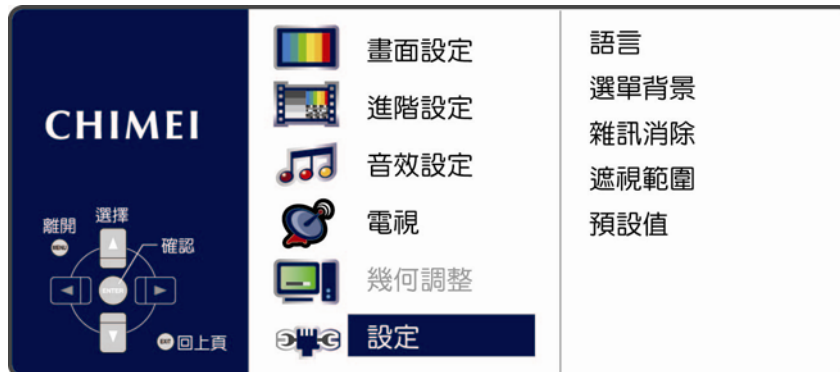 CHIMEI
離開
選擇
MENU
確認
ENTER
EXIT
回上頁
畫面設定
進階設定
音效設定
電視
幾何調整
設定
語言
選單背景
雜訊消除
遮視範圍
預設值